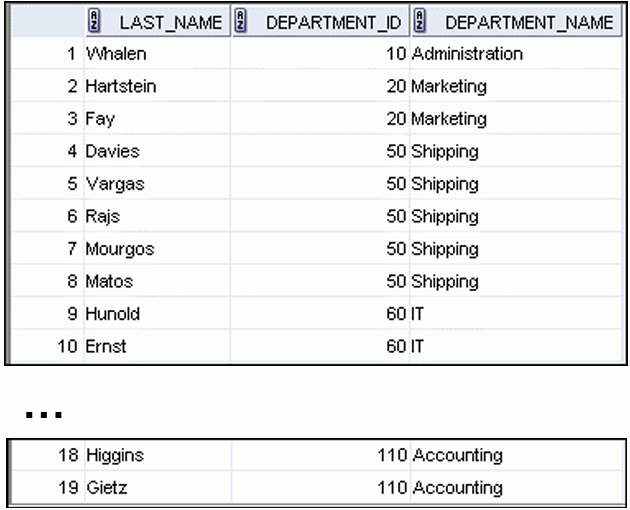 LAST_NAME DEPARTMENT_ID DEPARTMENT_NAME
1 Whalen 10 Administration
2 Hartstein 20 Marketing
3 Fay 20 Marketing
4 Davies 50 Shipping
5 Vargas 50 Shipping
6 Rajs 50 Shipping
7 Mourgos 50 Shipping
8 Matos 50 Shipping
9 Hunold 60 IT
10 Ernst 60 IT
...
18 Higgins 110 Accounting
19 Gietz 110 Accounting